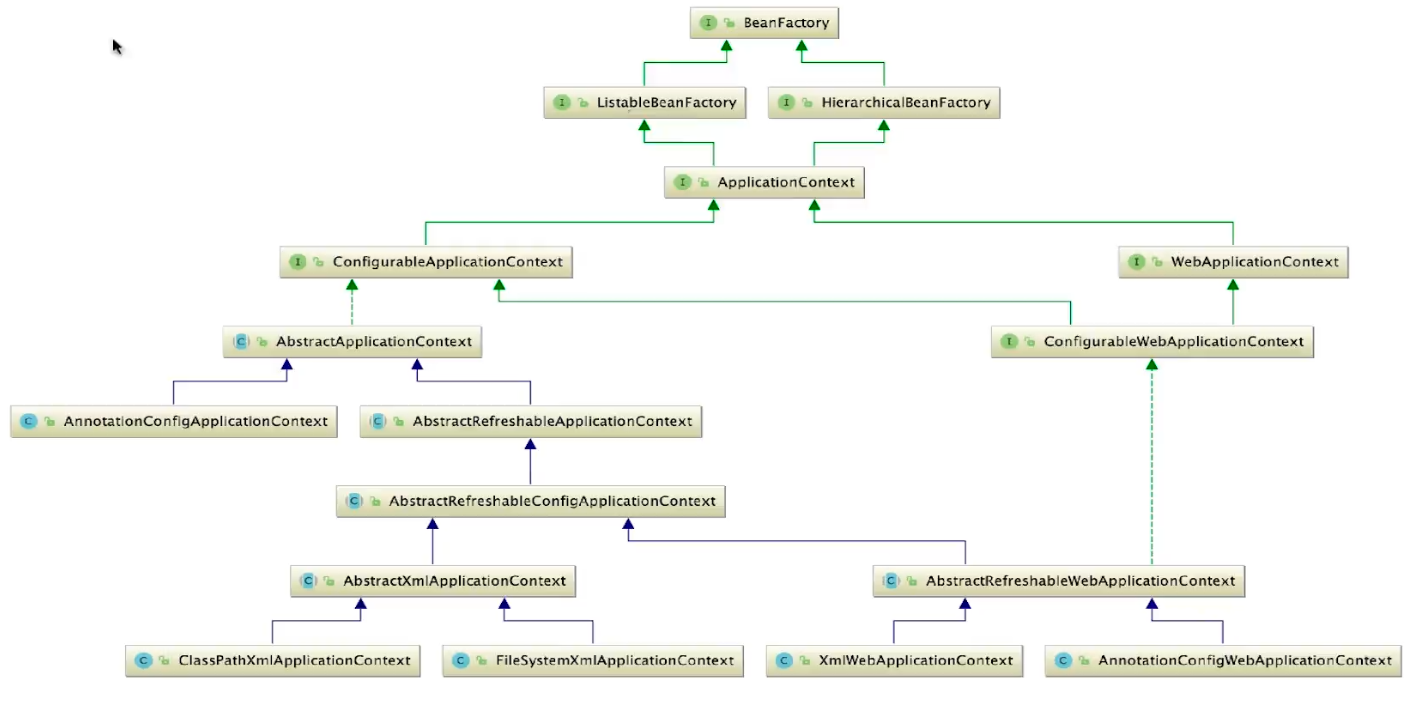 BeanFactory
ListableBeanFactory
HierarchicalBeanFactory
ApplicationContext
ConfigurableApplicationContext
WebApplicationContext
AbstractApplicationContext
ConfigurableWebApplicationContext
AnnotationConfigApplicationContext
AbstractRefreshableApplicationContext
AbstractRefreshableConfigApplicationContext
AbstractXmlApplicationContext
AbstractRefreshableWebApplicationContext
ClassPathXmlApplicationContext
FileSystemXmlApplicationContext
XmlWebApplicationContext
AnnotationConfigWebApplicationContext